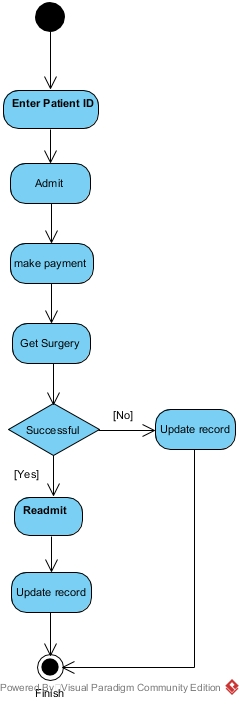 Enter Patient ID
Admit
make payment
Get Surgery
Successful
[No]
Update record
[Yes]
Readmit
Update record
Finish
Powered By Visual Paradigm Community Edition